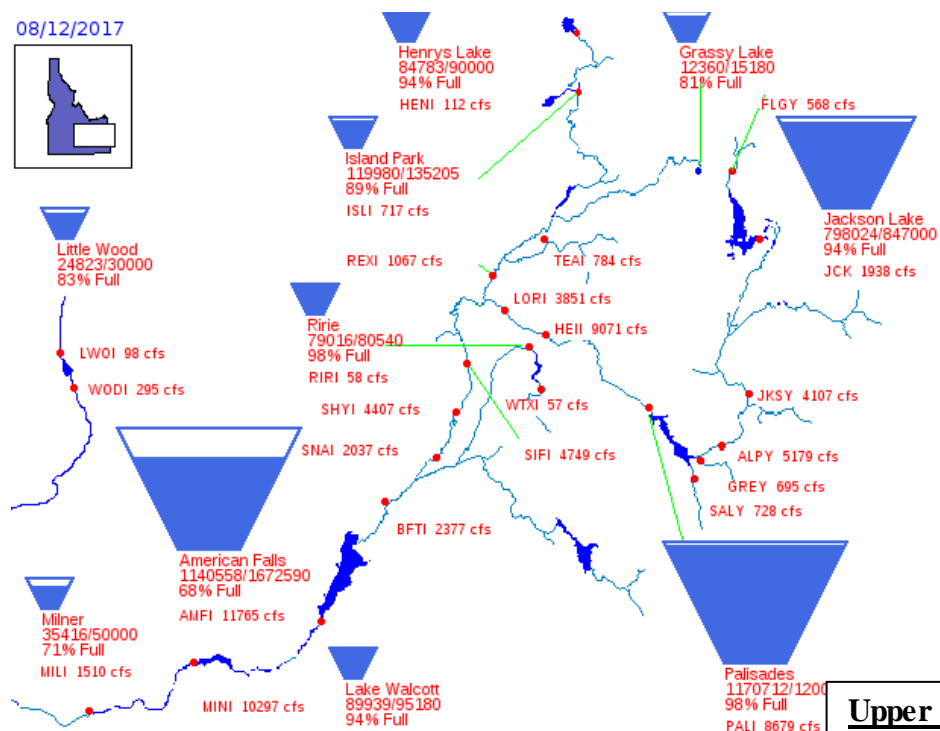 08/12/2017
Henrys Lake
84783/90000
94% Full
HENI 112 cfs
Grassy Lake
12360/15180
81% Full
FLGY 568 cfs
Island Park
119980/135205
89% Full
ISLI 717 cfs
Jackson Lake
798024/847000
94% Full
JCK 1938 cfs
Little Wood
24823/30000
83% Full
REXI 1067 cfs
TEAI 784 cfs
LORI 3851 cfs
Ririe
79016/80540
98% Full
RIRI 58 cfs
HEII 9071 cfs
LWOI 98 cfs
WODI 295 cfs
WTXI 57 cfs
JKSY 4107 cfs
SHYI 4407 cfs
SNAI 2037 cfs
SIFI 4749 cfs
ALPY 5179 cfs
GREY 695 cfs
SALY 728 cfs
BFTI 2377 cfs
American Falls
1140558/1672590
68% Full
AMFI 11765 cfs
Milner
35416/50000
71% Full
MILI 1510 cfs
MINI 10297 cfs
Lake Walcott
89939/95180
94% Full
Palisades
1170712/1200
98% Full
PALI 8679 cfs
Upper